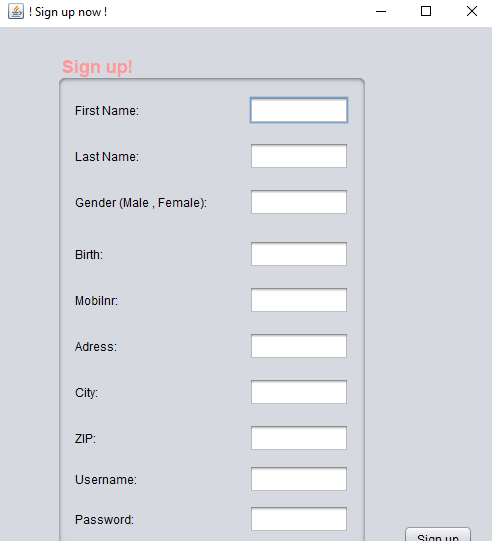 ! Sign up now !
Sign up!
First Name:
Last Name:
Gender (Male , Female):
Birth:
Mobilnr:
Adress:
City:
ZIP:
Username:
Password:
Sign up